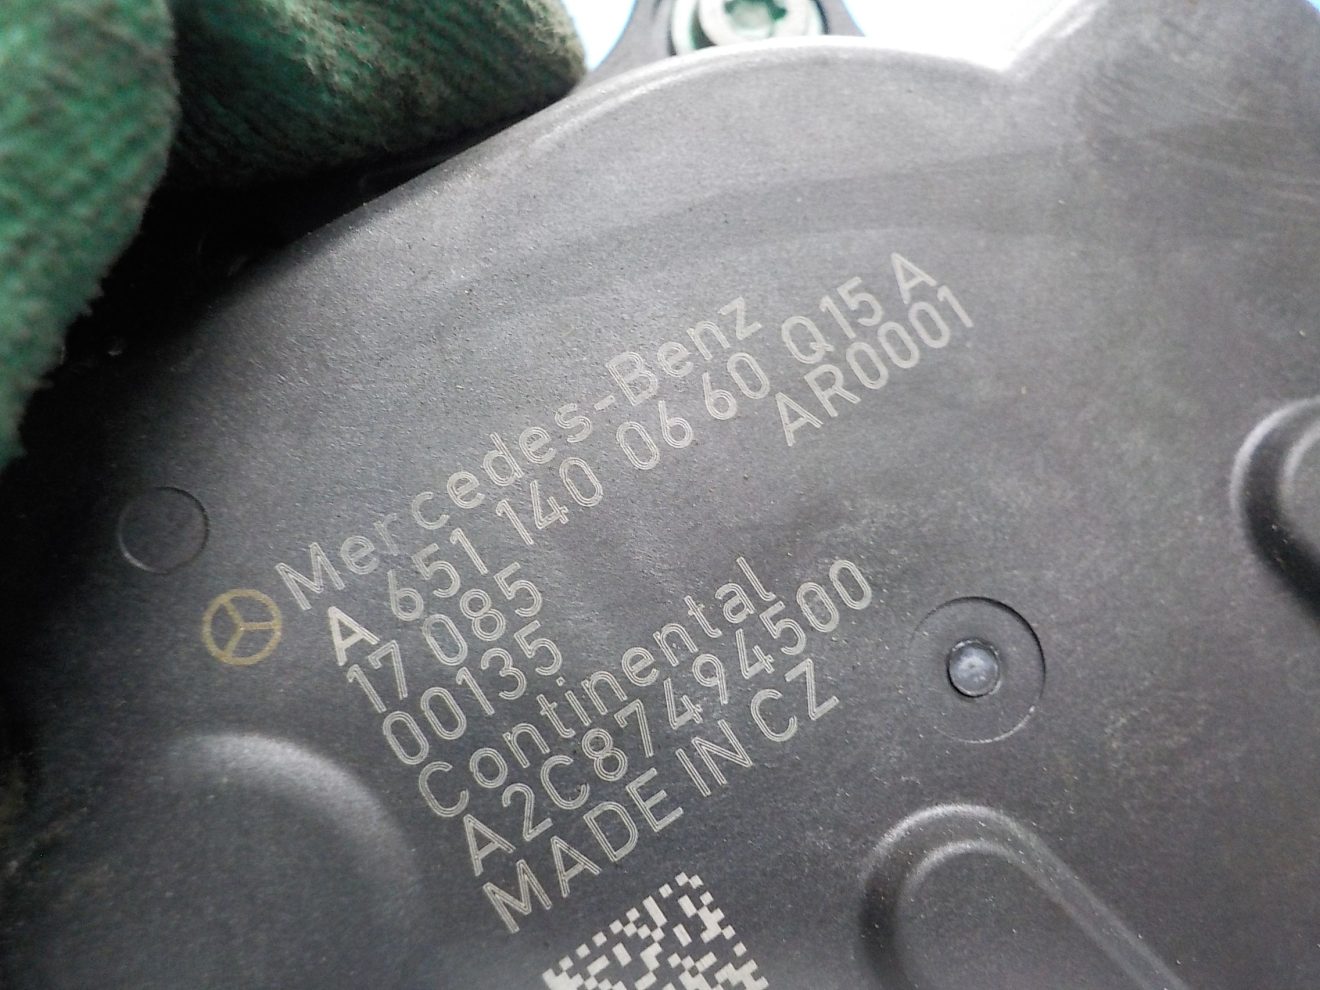 Mercedes-Benz
A 651 140 06 60 Q15 A
17 085 AR0001
00135
Continental
A2C87494500
MADE IN CZ